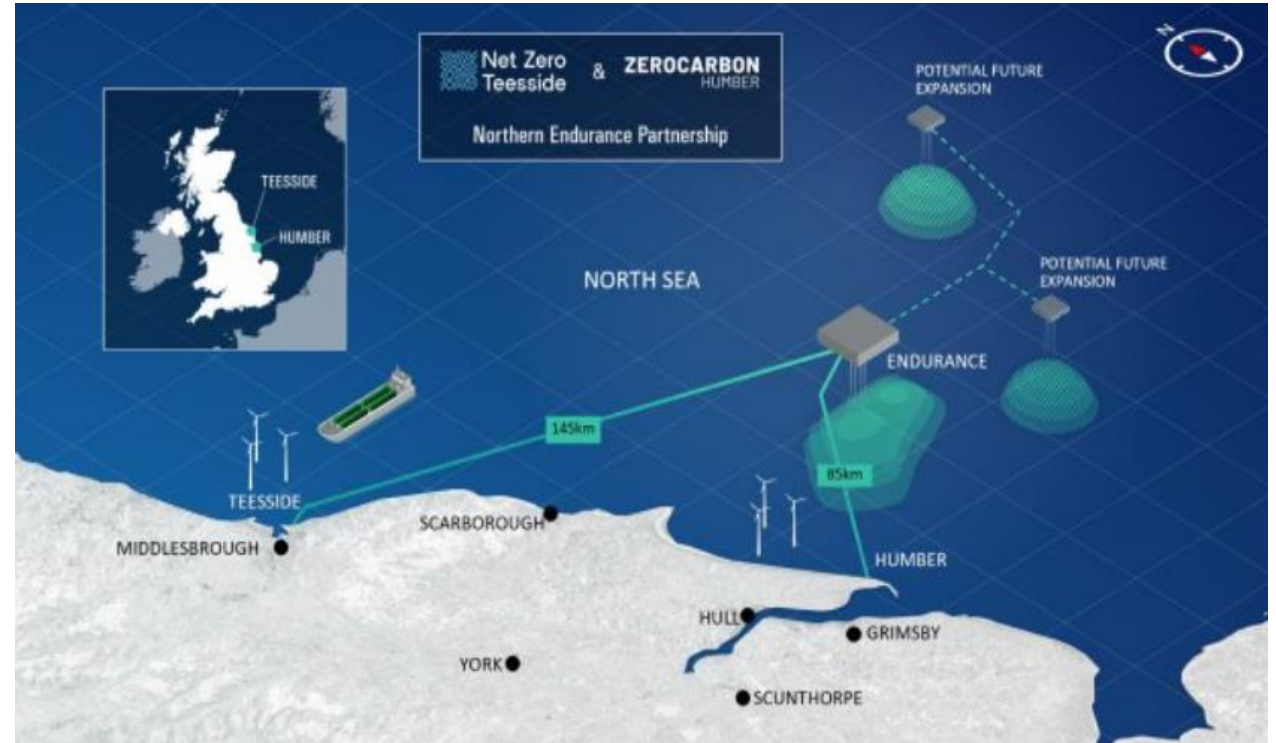 Net Zero
Teesside
&
ZEROCARBON
HUMBER
Northern Endurance Partnership
N
POTENTIAL FUTURE
EXPANSION
TEESSIDE
HUMBER
NORTH SEA
POTENTIAL FUTURE
EXPANSION
ENDURANCE
145km
85km
TEESSIDE
SCARBOROUGH
MIDDLESBROUGH
HUMBER
HULL
GRIMSBY
YORK
SCUNTHORPE